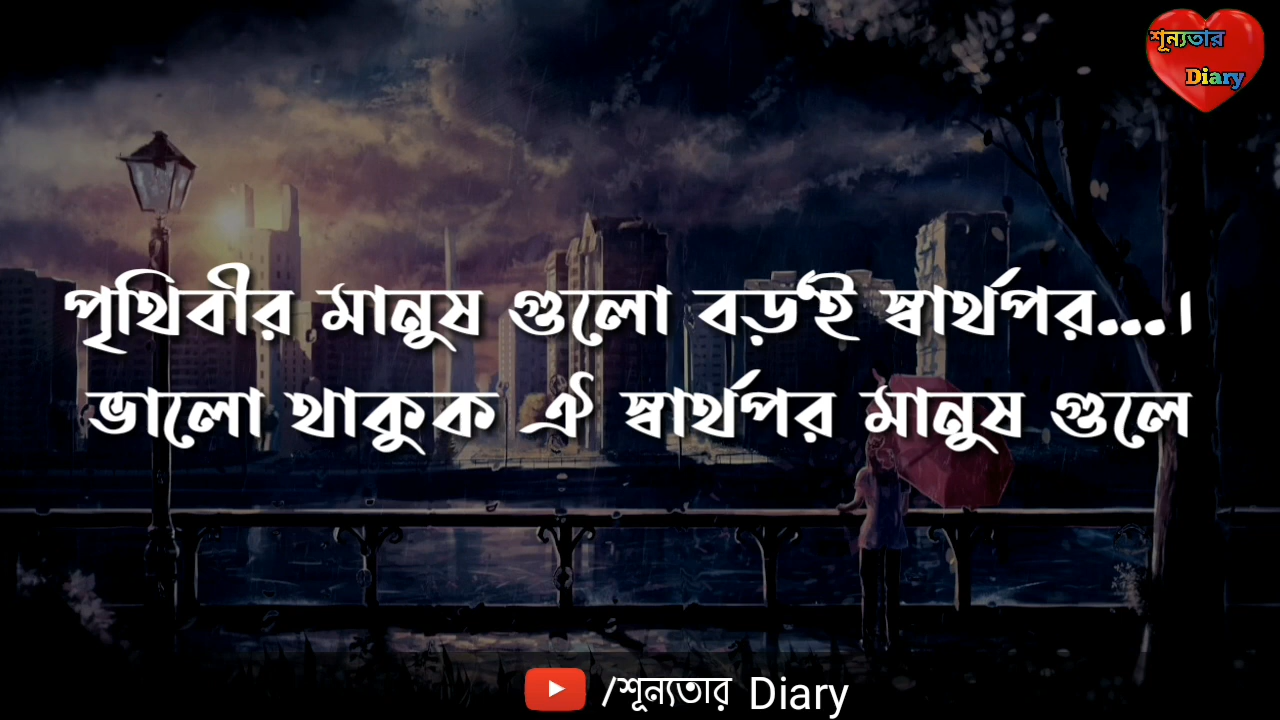 শূন্যতার
Diary
পৃথিবীর মানুষ গুলো বড়ই স্বার্থপর...।
ভালো থাকুক ঐ স্বার্থপর মানুষ গুলে
/শূন্যতার Diary